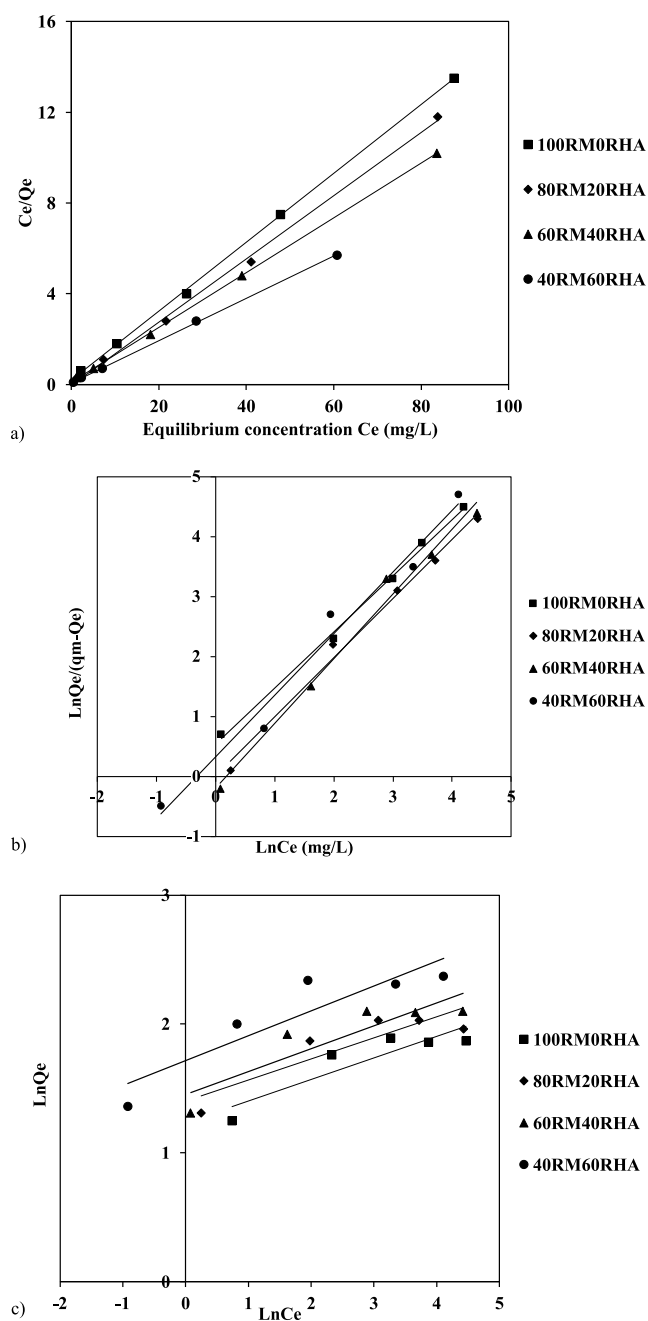 16
12
8
4
0
0 20 40 60 80 100
Ce/Qe
Equilibrium concentration Ce (mg/L)
100RM0RHA
80RM20RHA
60RM40RHA
40RM60RHA
a)
5
4
3
2
1
0
-1
-2 -1 0 1 2 3 4 5
LnQe/(qm-Qe)
LnCe (mg/L)
100RM0RHA
80RM20RHA
60RM40RHA
40RM60RHA
b)
3
2
1
0
-2 -1 0 1 2 3 4 5
LnQe
LnCe
100RM0RHA
80RM20RHA
60RM40RHA
40RM60RHA
c)